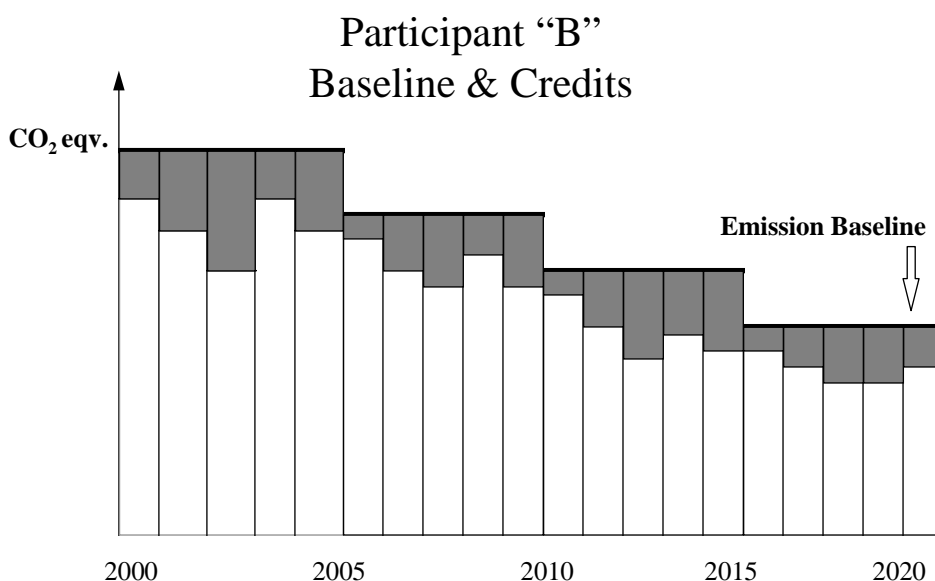 Participant “B”
Baseline & Credits
CO₂ eqv.
Emission Baseline
2000 2005 2010 2015 2020